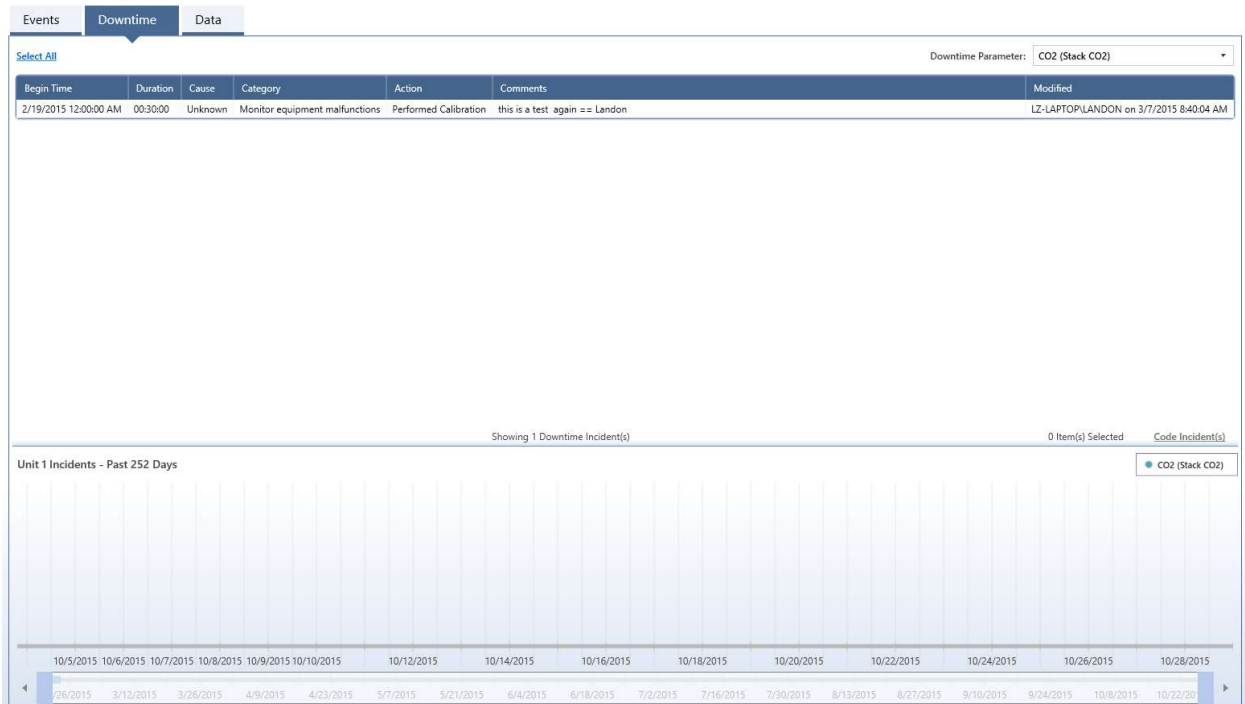 Events Downtime Data
Select All Downtime Parameter: CO2 (Stack CO2)
Begin Time Duration Cause Category Action Comments Modified
2/19/2015 12:00:00 AM 00:30:00 Unknown Monitor equipment malfunctions Performed Calibration this is a test again == Landon LZ-LAPTOP\LANDON on 3/7/2015 8:40:04 AM
Showing 1 Downtime Incident(s) 0 Item(s) Selected Code Incident(s)
Unit 1 Incidents - Past 252 Days CO2 (Stack CO2)
10/5/2015 10/6/2015 10/7/2015 10/8/2015 10/9/2015 10/10/2015 10/12/2015 10/14/2015 10/16/2015 10/18/2015 10/20/2015 10/22/2015 10/24/2015 10/26/2015 10/28/2015
/26/2015 3/12/2015 3/26/2015 4/9/2015 4/23/2015 5/7/2015 5/21/2015 6/4/2015 6/18/2015 7/2/2015 7/16/2015 7/30/2015 8/13/2015 8/27/2015 9/10/2015 9/24/2015 10/8/2015 10/22/20